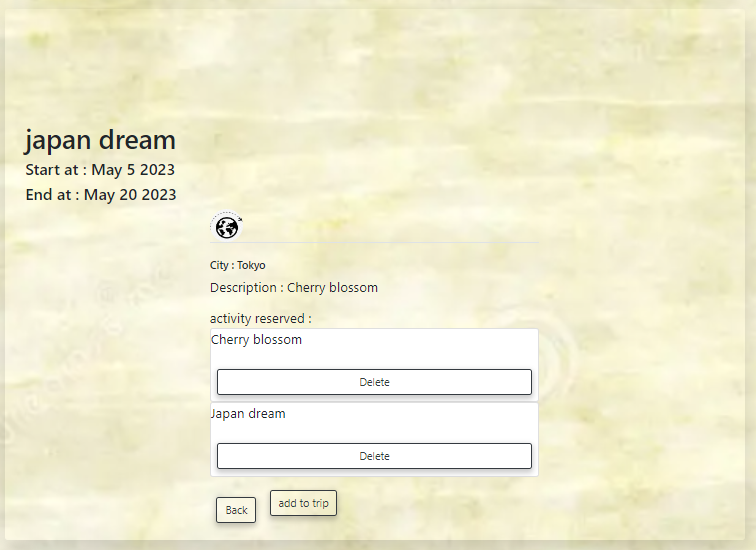 japan dream
Start at : May 5 2023
End at : May 20 2023
City : Tokyo
Description : Cherry blossom
activity reserved :
Cherry blossom
Delete
Japan dream
Delete
Back
add to trip